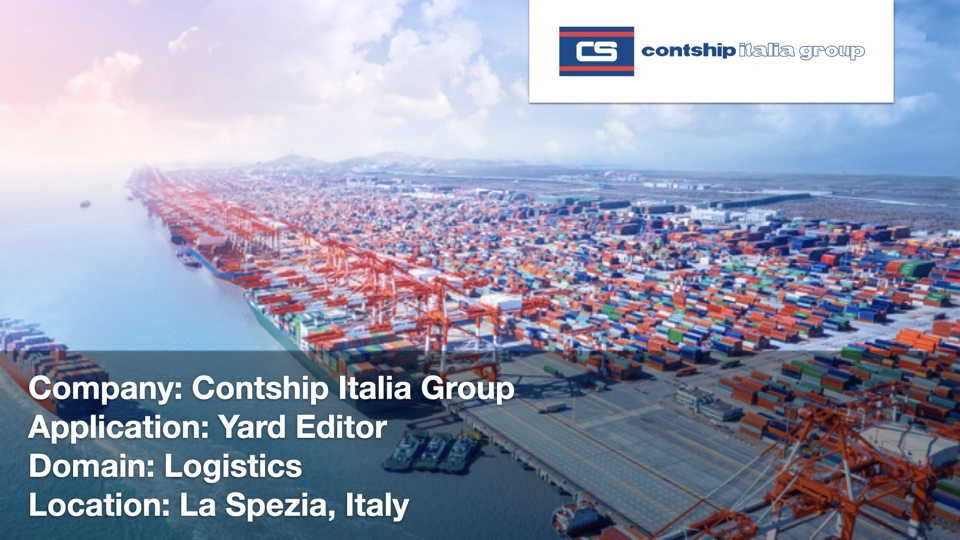 CS contship italia group
Company: Contship Italia Group
Application: Yard Editor
Domain: Logistics
Location: La Spezia, Italy